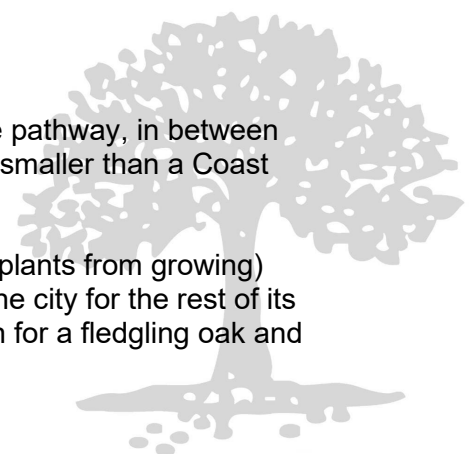 pathway, in between
smaller than a Coast
plants from growing)
city for the rest of its
for a fledgling oak and